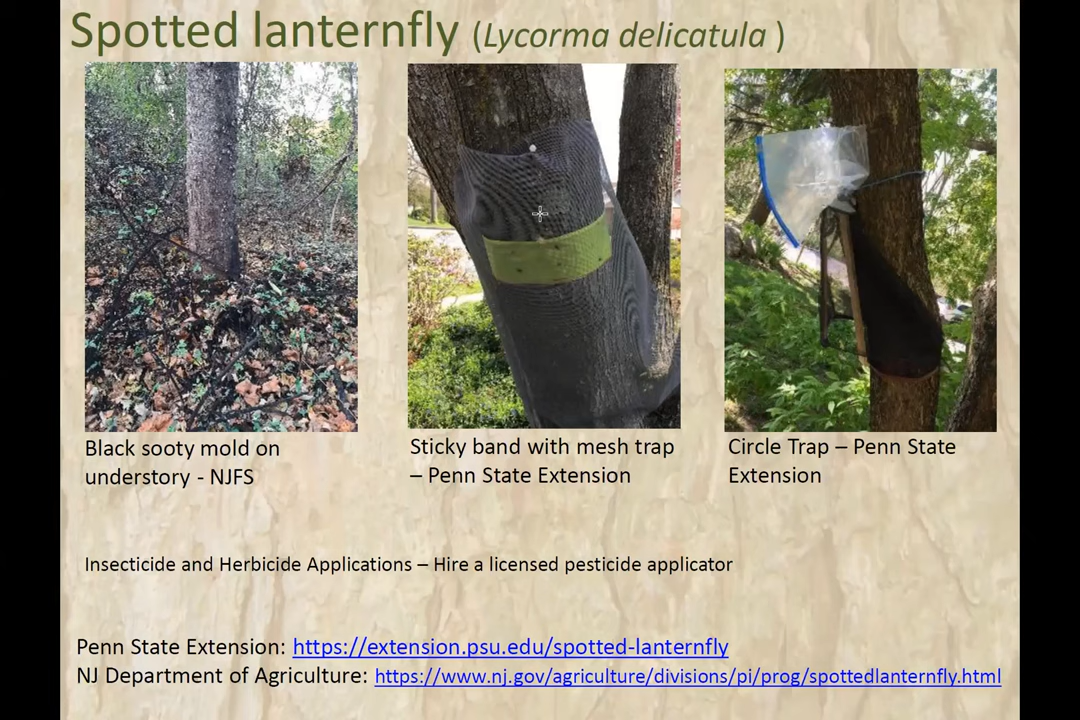 Spotted lanternfly (Lycorma delicatula )
Black sooty mold on
understory - NJFS
Sticky band with mesh trap
– Penn State Extension
Circle Trap – Penn State
Extension
Insecticide and Herbicide Applications – Hire a licensed pesticide applicator
Penn State Extension: https://extension.psu.edu/spotted-lanternfly
NJ Department of Agriculture: https://www.nj.gov/agriculture/divisions/pi/prog/spottedlanternfly.html